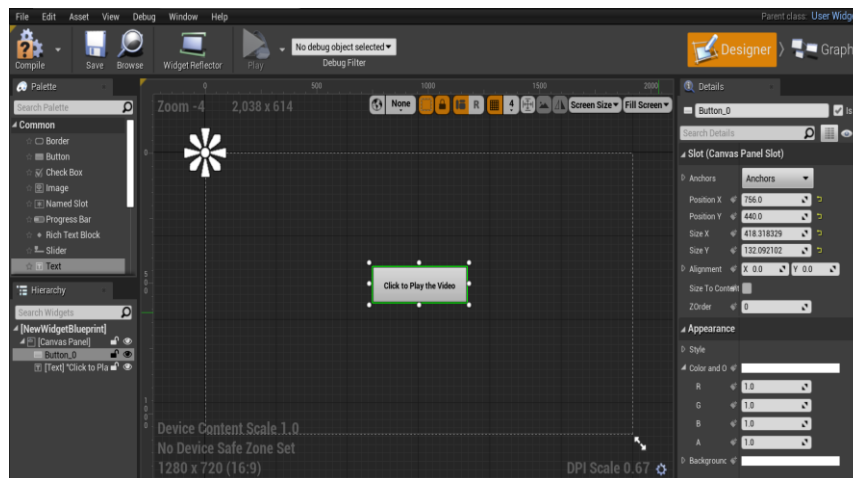 File Edit Asset View Debug Window Help
Parent class: User Widg
Compile Save Browse Widget Reflector Play No debug object selected Debug Filter
Designer Graph
Palette
Search Palette
Common
Border
Button
Check Box
Image
Named Slot
Progress Bar
Rich Text Block
Slider
Text
Hierarchy
Search Widgets
[NewWidgetBlueprint]
[Canvas Panel]
Button_0
[Text] "Click to Pla
0 500 1000 1500 2000
Zoom -4 2,038 x 614 None R 4 Screen Size Fill Screen
0
500
1000
Click to Play the Video
Device Content Scale 1.0
No Device Safe Zone Set
1280 x 720 (16:9) DPI Scale 0.67
Details
Button_0 Is
Search Details
Slot (Canvas Panel Slot)
Anchors Anchors
Position X 756.0
Position Y 440.0
Size X 418.318329
Size Y 132.092102
Alignment X 0.0 Y 0.0
Size To Content
ZOrder 0
Appearance
Style
Color and O
R 1.0
G 1.0
B 1.0
A 1.0
Backgrounc